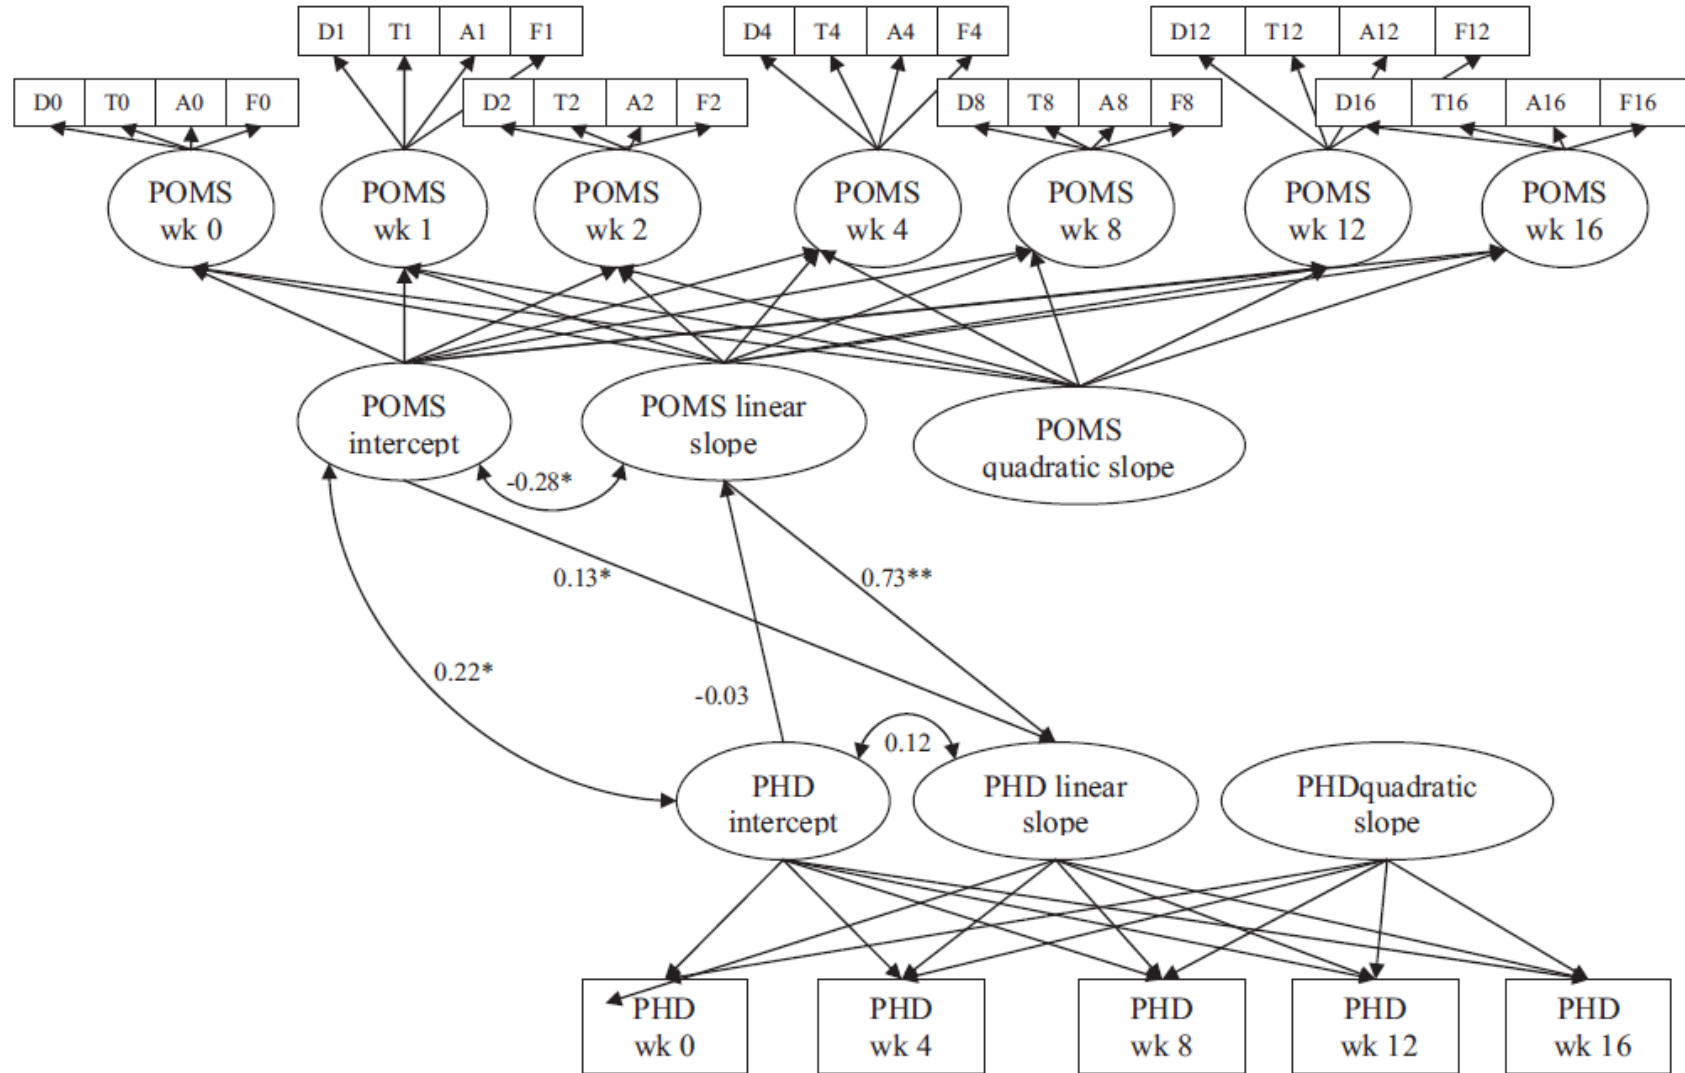 D1 T1 A1 F1
D4 T4 A4 F4
D12 T12 A12 F12
D0 T0 A0 F0
D2 T2 A2 F2
D8 T8 A8 F8
D16 T16 A16 F16
POMS
wk 0
POMS
wk 1
POMS
wk 2
POMS
wk 4
POMS
wk 8
POMS
wk 12
POMS
wk 16
POMS
intercept
POMS linear
slope
POMS
quadratic slope
-0.28*
0.13*
0.73**
0.22*
-0.03
0.12
PHD
intercept
PHD linear
slope
PHDquadratic
slope
PHD
wk 0
PHD
wk 4
PHD
wk 8
PHD
wk 12
PHD
wk 16